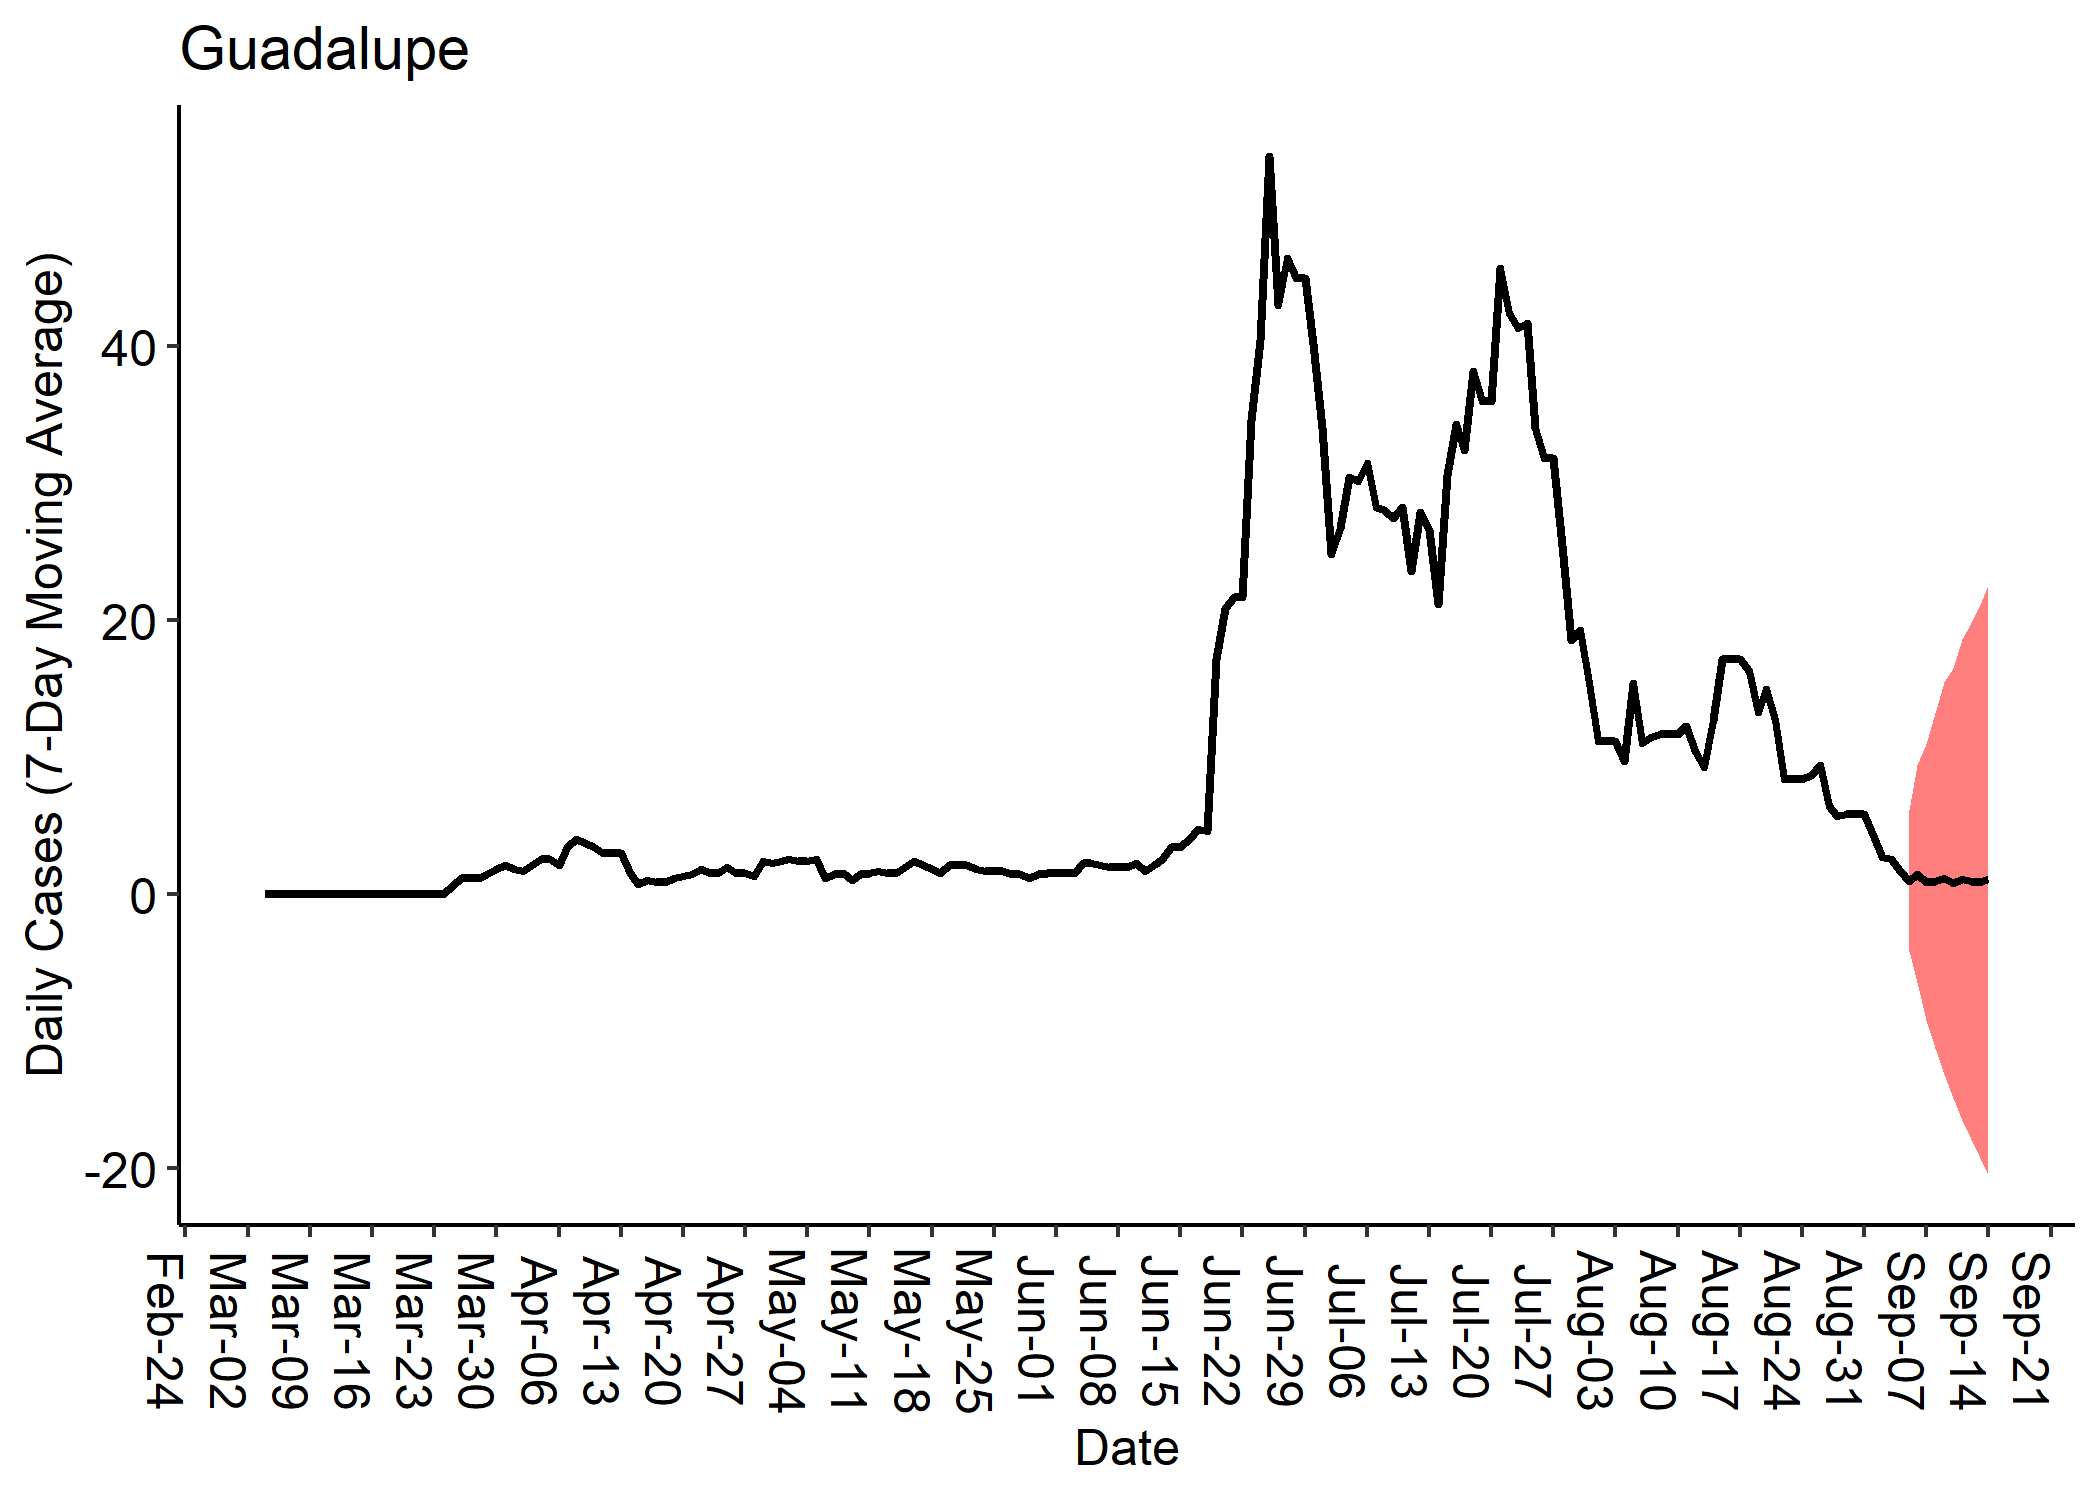 Guadalupe
Daily Cases (7-Day Moving Average)
40
20
0
-20
Feb-24
Mar-02
Mar-09
Mar-16
Mar-23
Mar-30
Apr-06
Apr-13
Apr-20
Apr-27
May-04
May-11
May-18
May-25
Jun-01
Jun-08
Jun-15
Jun-22
Jun-29
Jul-06
Jul-13
Jul-20
Jul-27
Aug-03
Aug-10
Aug-17
Aug-24
Aug-31
Sep-07
Sep-14
Sep-21
Date